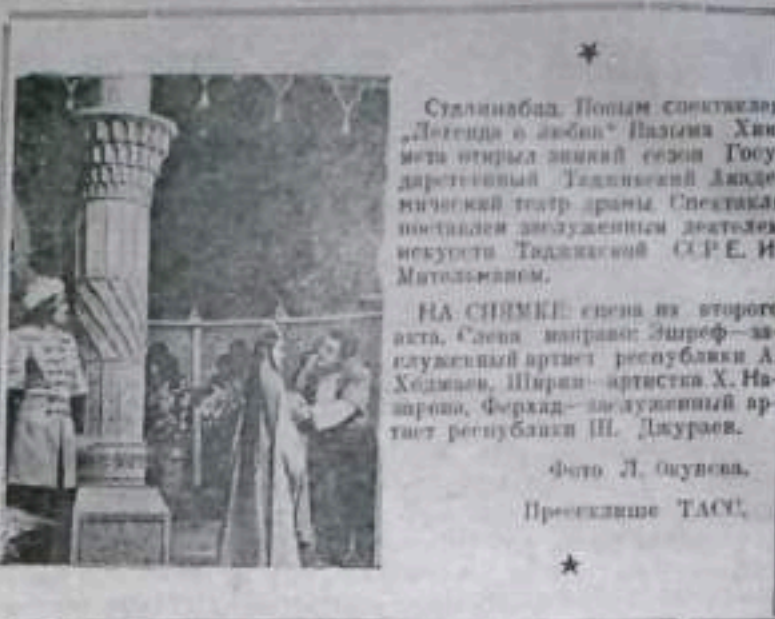 Сталинабад. Новым спектаклем
„Легенда о любви" Назыма Хик
мета открыл зимний сезон Госу
дарственный Таджикский Акаде
мический театр драмы. Спектакль
поставлен заслуженным деятелем
искусств Таджикской ССР Е. И
Мительманом.
НА СНИМКЕ: сцена из второго
акта. Слева направо: Эшреф—за
служенный артист республики А
Ходжаев, Ширин—артистка Х. На
зарова, Ферхад—заслуженный ар
тист республики Ш. Джураев.
Фото Л. Окунева.
Прессклише ТАСС.